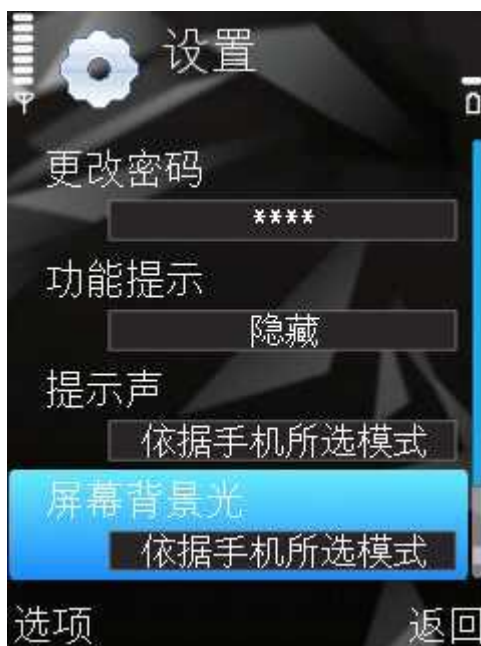 设置
更改密码
****
功能提示
隐藏
提示声
依据手机所选模式
屏幕背景光
依据手机所选模式
选项
返回